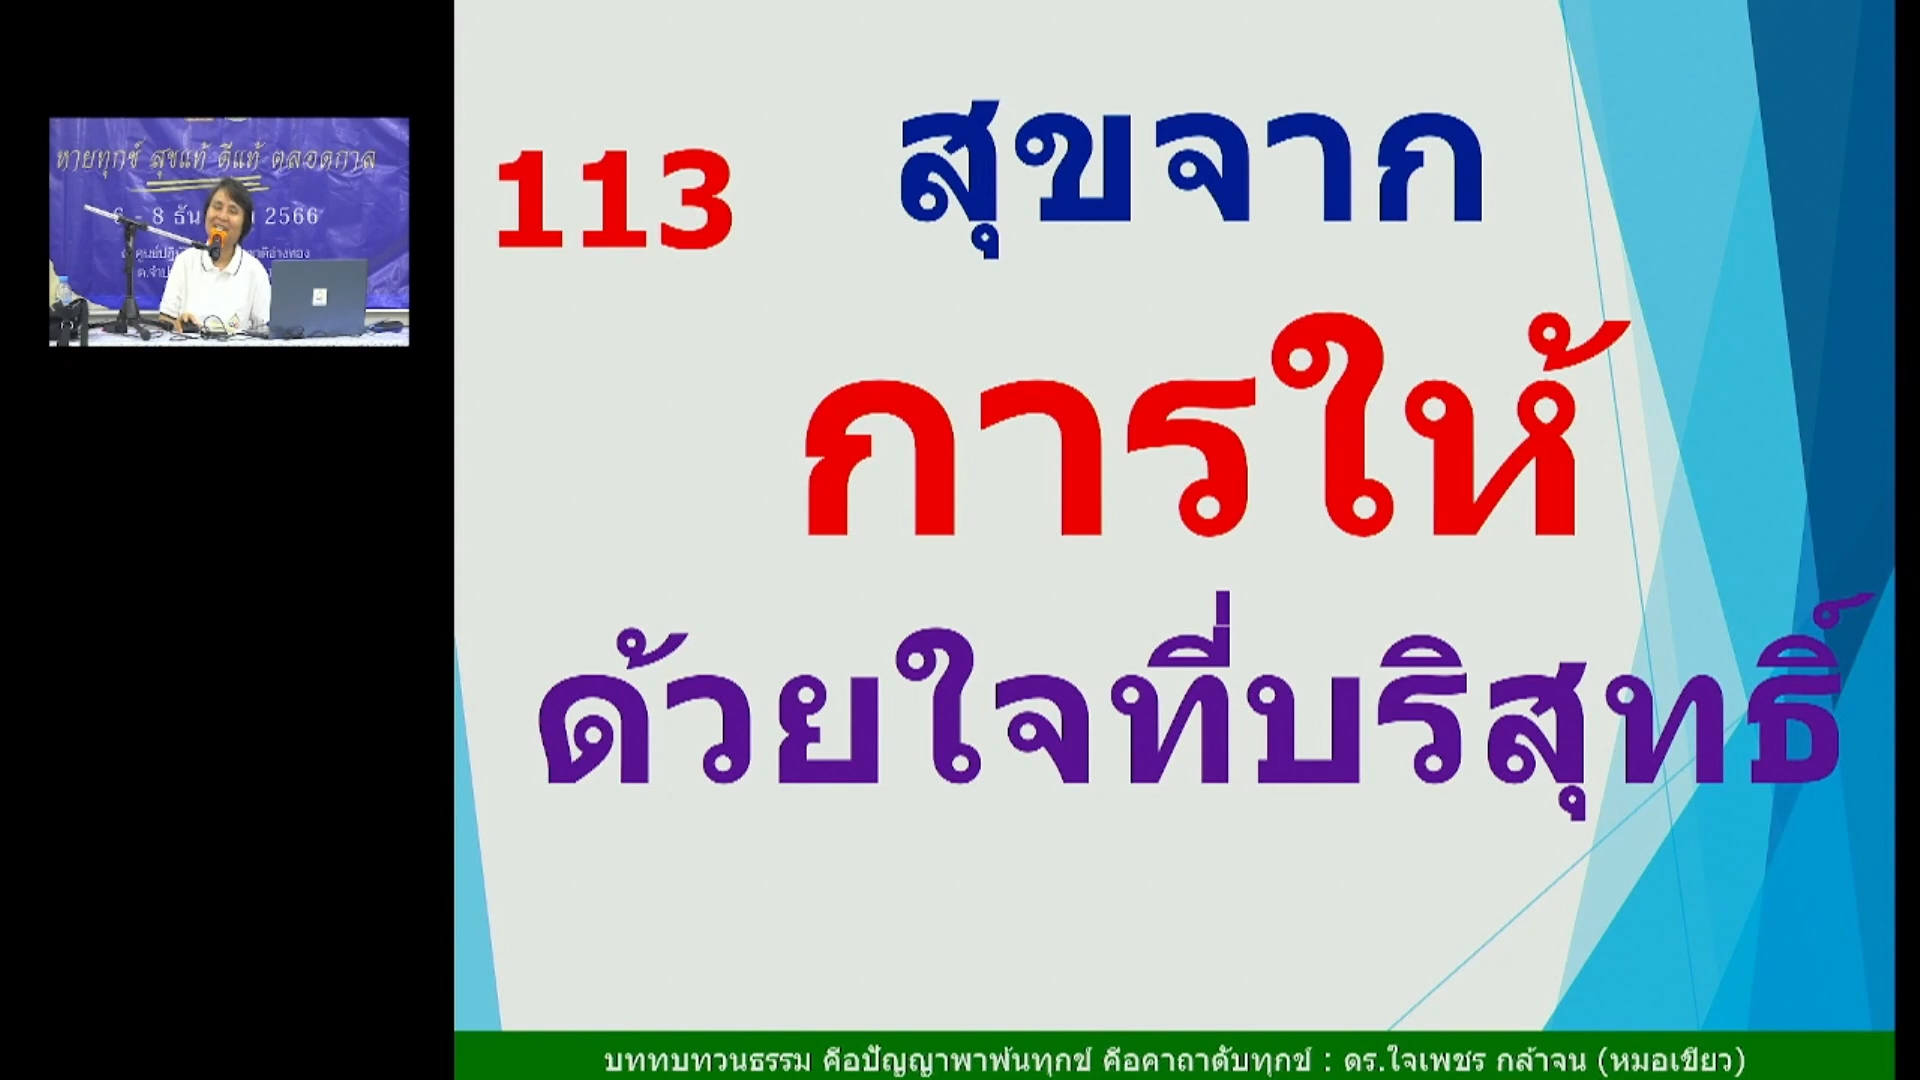 หายทุกข์ สุขแท้ ดีแท้ ตลอดกาล
6 - 8 ธัน 2566
113
สุขจาก
การให้
ด้วยใจที่บริสุทธิ์
บททบทวนธรรม คือปัญญาพาพ้นทุกข์ คือคาถาดับทุกข์ : ดร.ใจเพชร กล้าจน (หมอเขียว)